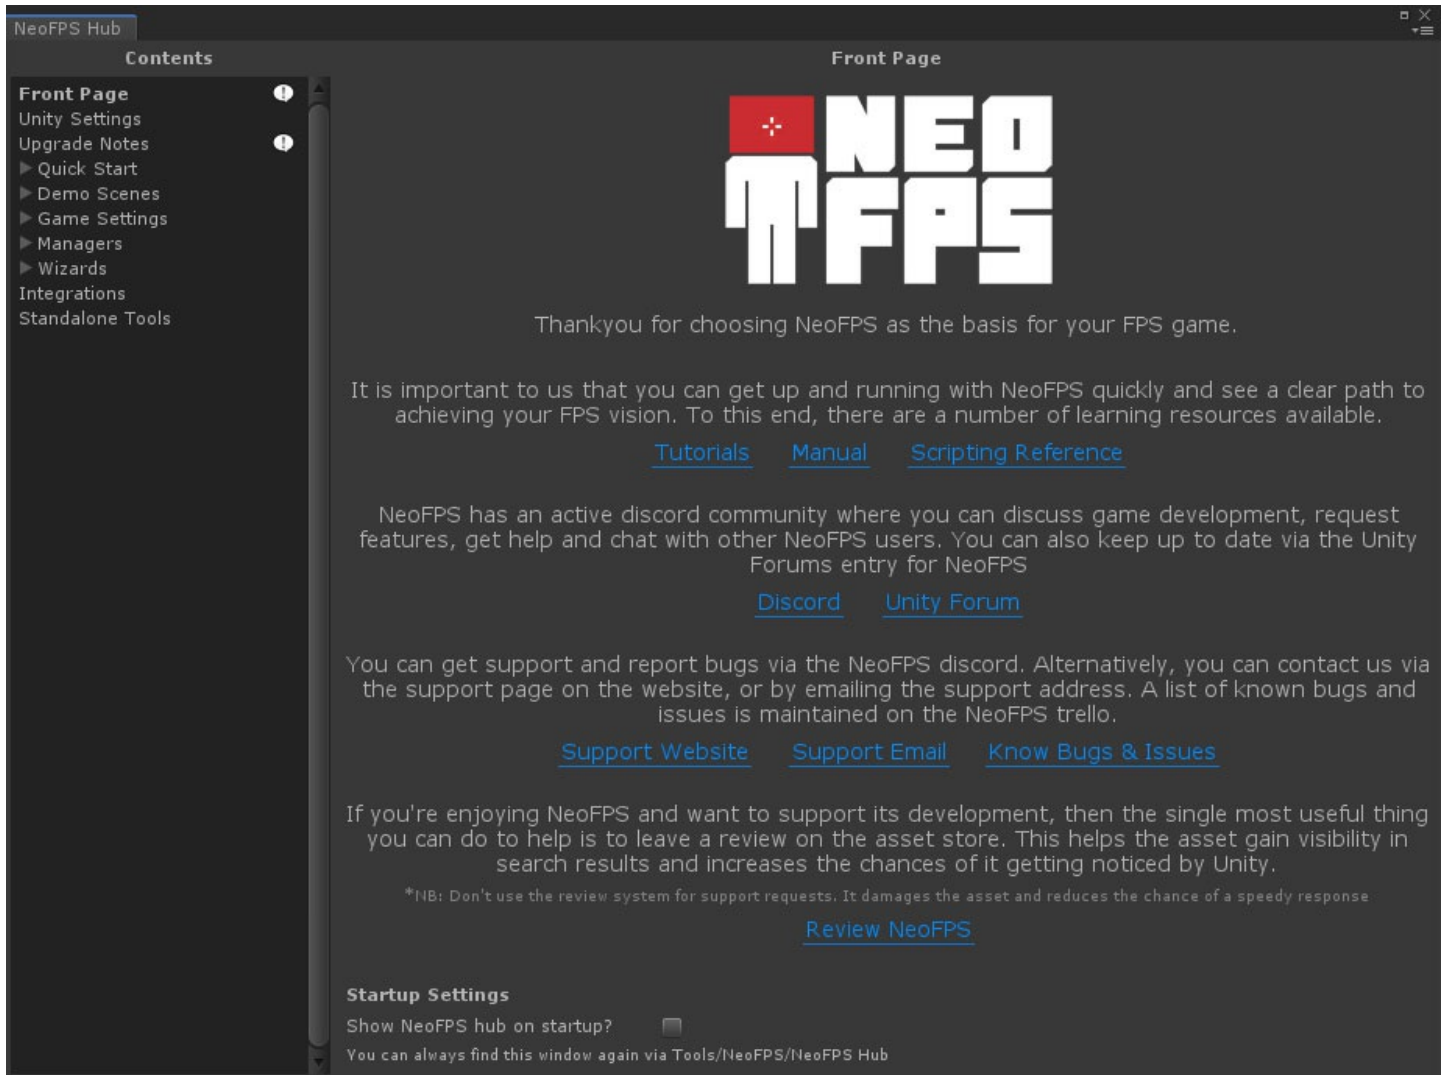 NeoFPS Hub
Contents
Front Page
Unity Settings
Upgrade Notes
Quick Start
Demo Scenes
Game Settings
Managers
Wizards
Integrations
Standalone Tools
Front Page
NEO
FPS
Thankyou for choosing NeoFPS as the basis for your FPS game.
It is important to us that you can get up and running with NeoFPS quickly and see a clear path to
achieving your FPS vision. To this end, there are a number of learning resources available.
Tutorials Manual Scripting Reference
NeoFPS has an active discord community where you can discuss game development, request
features, get help and chat with other NeoFPS users. You can also keep up to date via the Unity
Forums entry for NeoFPS
Discord Unity Forum
You can get support and report bugs via the NeoFPS discord. Alternatively, you can contact us via
the support page on the website, or by emailing the support address. A list of known bugs and
issues is maintained on the NeoFPS trello.
Support Website Support Email Know Bugs & Issues
If you're enjoying NeoFPS and want to support its development, then the single most useful thing
you can do to help is to leave a review on the asset store. This helps the asset gain visibility in
search results and increases the chances of it getting noticed by Unity.
*NB: Don't use the review system for support requests. It damages the asset and reduces the chance of a speedy response
Review NeoFPS
Startup Settings
Show NeoFPS hub on startup?
You can always find this window again via Tools/NeoFPS/NeoFPS Hub